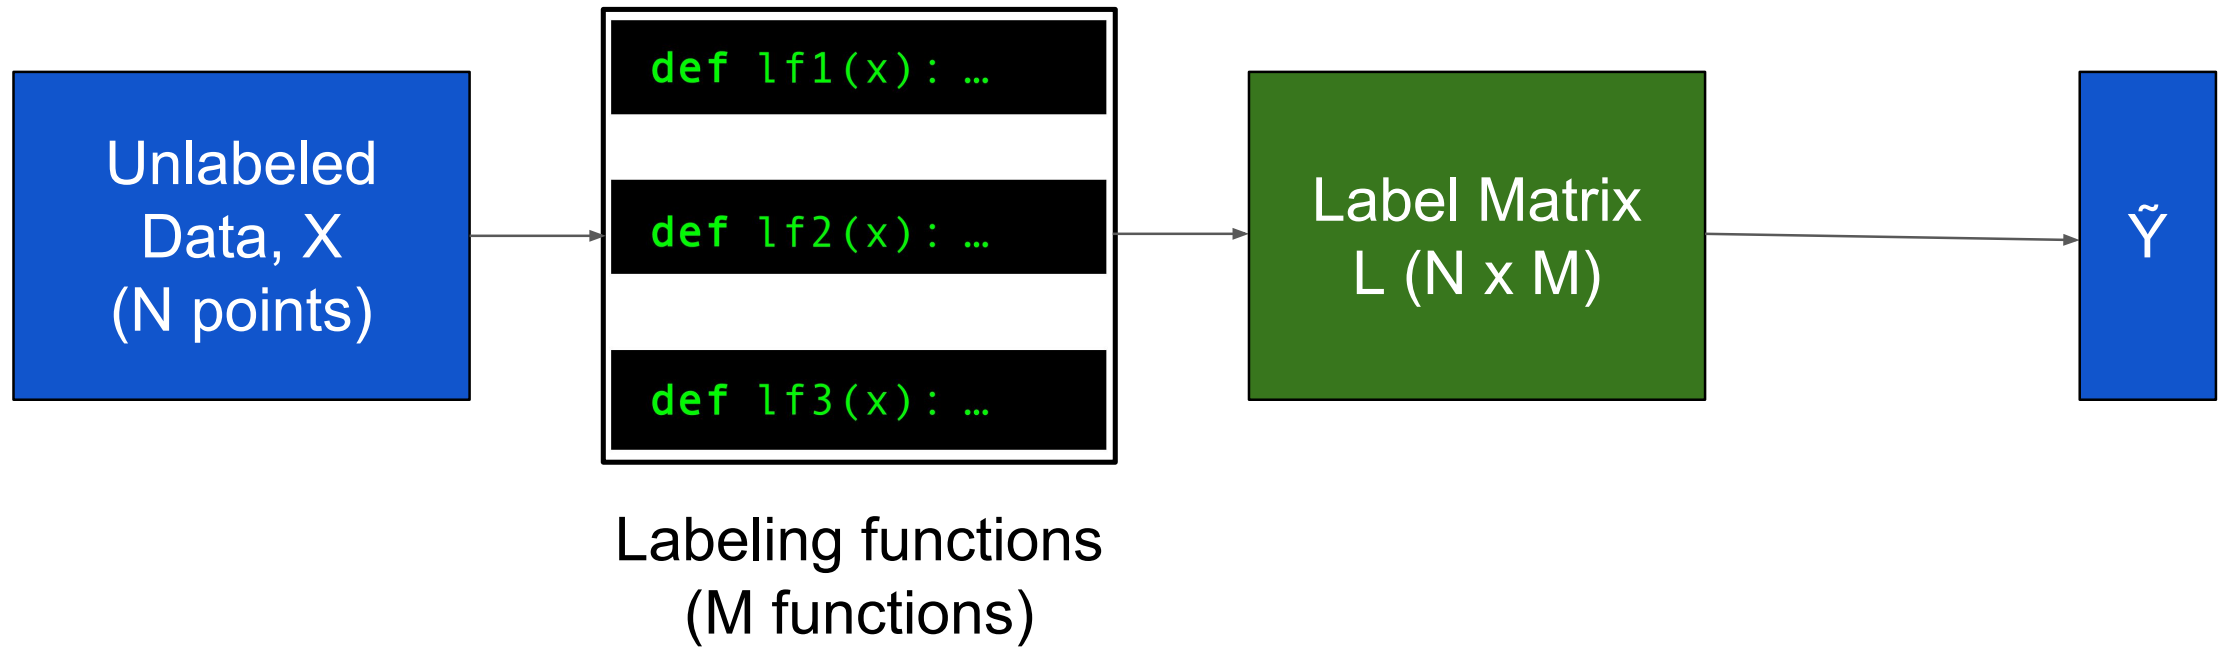 Unlabeled
Data, X
(N points)
def lf1(x): …
def lf2(x): …
def lf3(x): …
Labeling functions
(M functions)
Label Matrix
L (N x M)
Ỹ